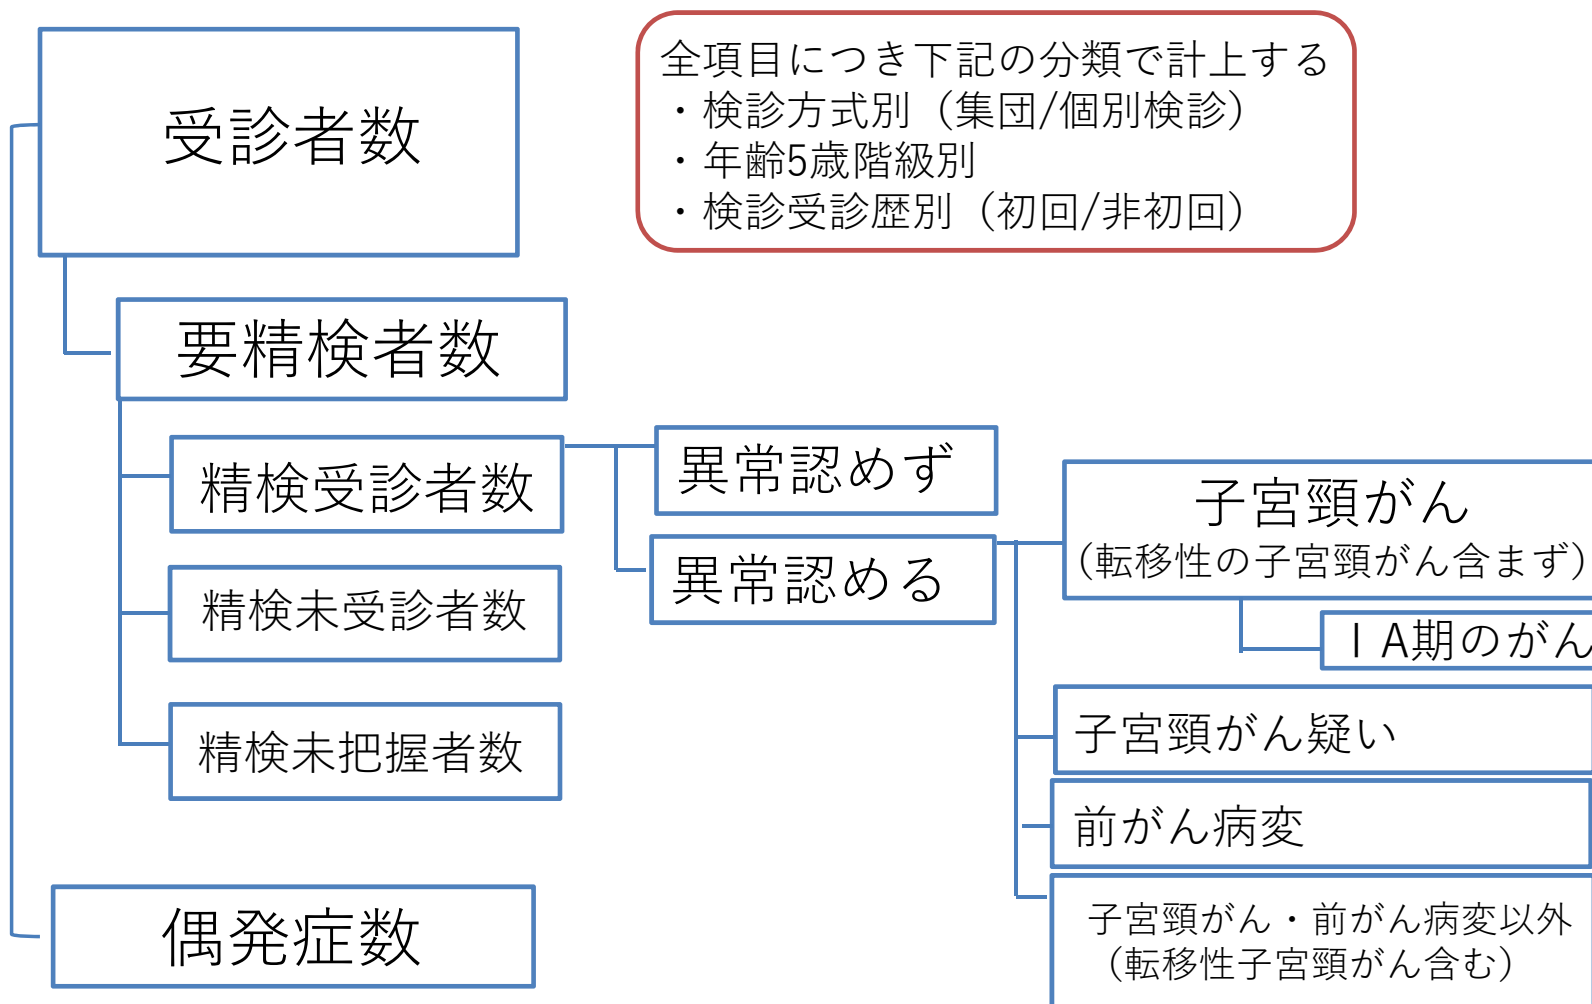 受診者数
全項目につき下記の分類で計上する
・検診方式別（集団/個別検診）
・年齢5歳階級別
・検診受診歴別（初回/非初回）
要精検者数
精検受診者数
精検未受診者数
精検未把握者数
異常認めず
異常認める
子宮頸がん
（転移性の子宮頸がん含まず）
ⅠA期のがん
子宮頸がん疑い
前がん病変
子宮頸がん・前がん病変以外
（転移性子宮頸がん含む）
偶発症数